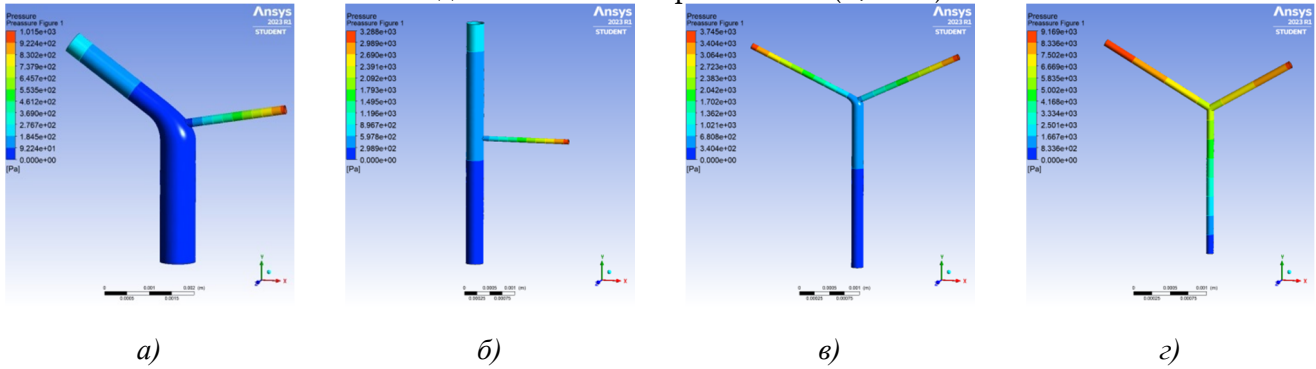 Ansys
2023 R1
STUDENT
Pressure
Preassure Figure 1
1.015e+03
9.224e+02
8.302e+02
7.379e+02
6.457e+02
5.535e+02
4.612e+02
3.690e+02
2.767e+02
1.845e+02
9.224e+01
0.000e+00
[Pa]
Y
X
Z
0 0.001 0.002 (m)
0.0005 0.0015
а)
Ansys
2023 R1
STUDENT
Pressure
Preassure Figure 1
3.288e+03
2.989e+03
2.690e+03
2.391e+03
2.092e+03
1.793e+03
1.495e+03
1.196e+03
8.967e+02
5.978e+02
2.989e+02
0.000e+00
[Pa]
Y
X
Z
0 0.0005 0.001 (m)
0.00025 0.00075
б)
Ansys
2023 R1
STUDENT
Pressure
Preassure Figure 1
3.745e+03
3.404e+03
3.064e+03
2.723e+03
2.383e+03
2.042e+03
1.702e+03
1.362e+03
1.021e+03
6.808e+02
3.404e+02
0.000e+00
[Pa]
Y
X
Z
0 0.0005 0.001 (m)
0.00025 0.00075
в)
Ansys
2023 R1
STUDENT
Pressure
Preassure Figure 1
9.169e+03
8.336e+03
7.502e+03
6.669e+03
5.835e+03
5.002e+03
4.168e+03
3.334e+03
2.501e+03
1.667e+03
8.336e+02
0.000e+00
[Pa]
Y
X
Z
0 0.0005 0.001 (m)
0.00025 0.00075
г)